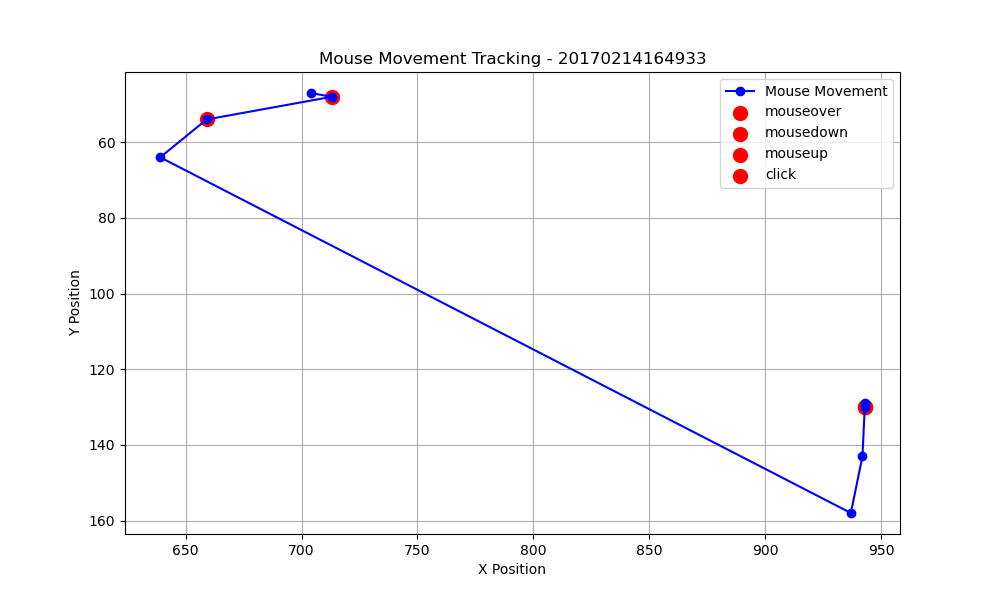 Mouse Movement Tracking - 20170214164933
Mouse Movement
mouseover
mousedown
mouseup
click
Y Position
60
80
100
120
140
160
650
700
750
800
850
900
950
X Position